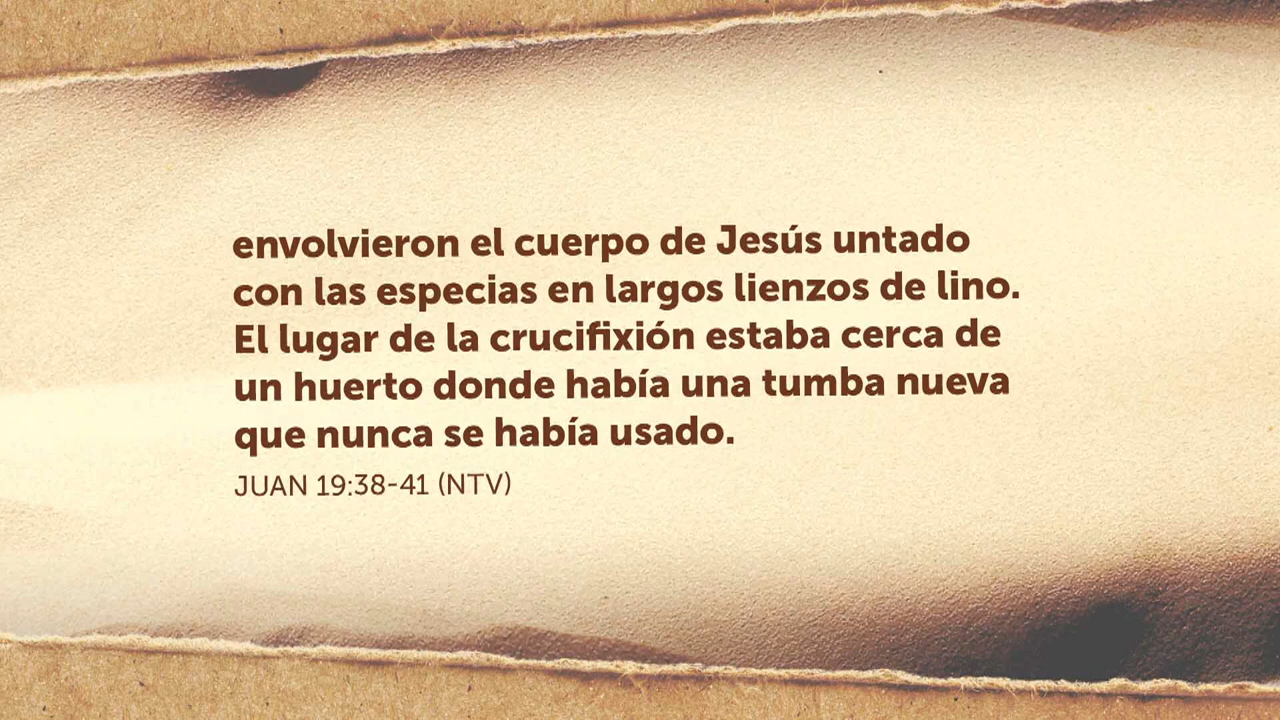 envolvieron el cuerpo de Jesús untado
con las especias en largos lienzos de lino.
El lugar de la crucifixión estaba cerca de
un huerto donde había una tumba nueva
que nunca se había usado.
JUAN 19:38-41 (NTV)